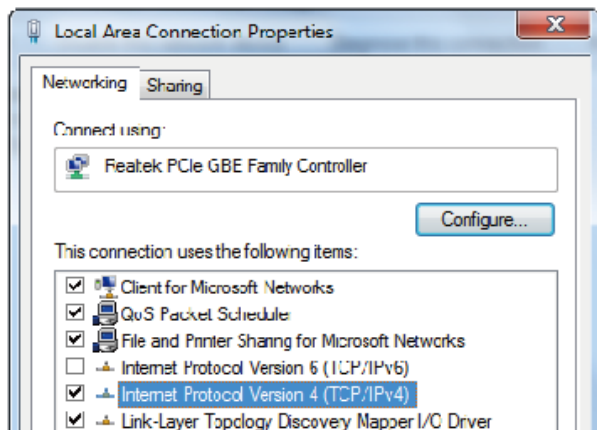 Local Area Connection Properties
Networking
Sharing
Connect using:
Realtek PCIe GBE Family Controller
Configure...
This connection uses the following items:
Client for Microsoft Networks
QoS Packet Scheduler
File and Printer Sharing for Microsoft Networks
Internet Protocol Version 6 (TCP/IPv6)
Internet Protocol Version 4 (TCP/IPv4)
Link-Layer Topology Discovery Mapper I/O Driver